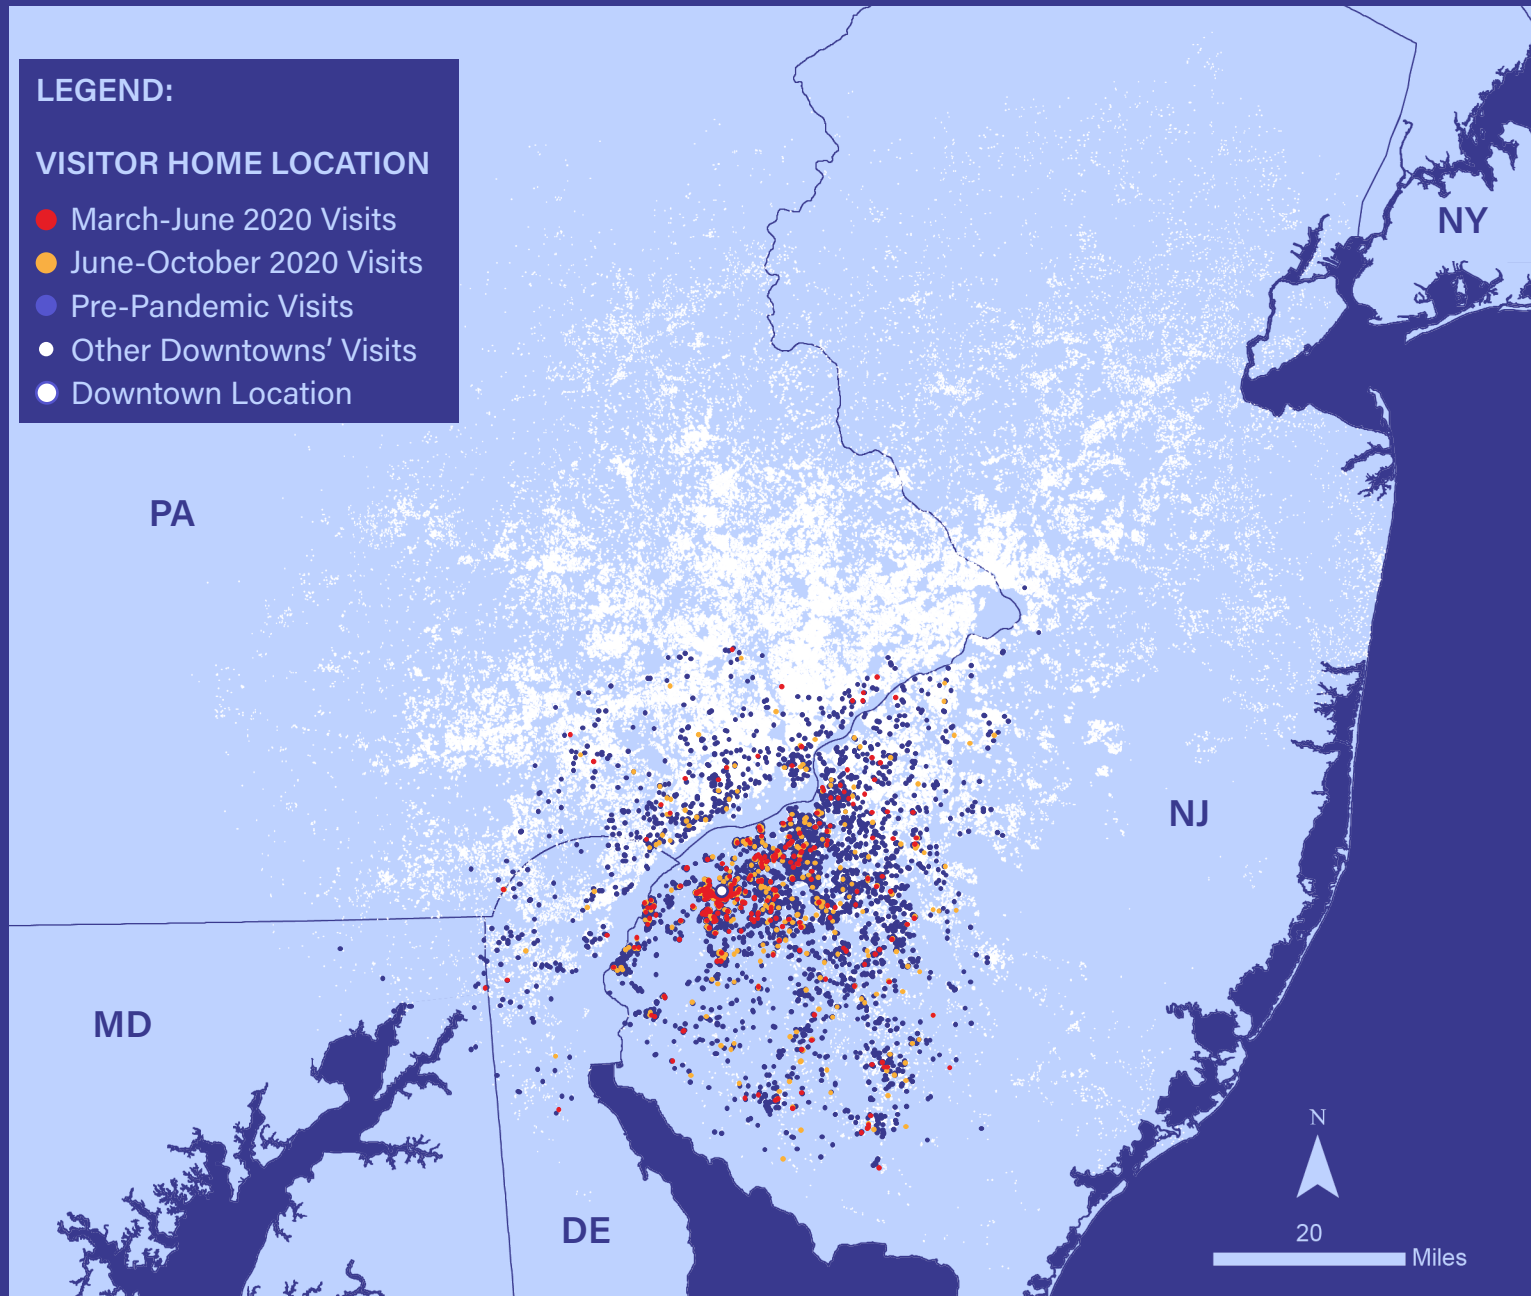 LEGEND:
VISITOR HOME LOCATION
March-June 2020 Visits
June-October 2020 Visits
Pre-Pandemic Visits
Other Downtowns’ Visits
Downtown Location
NY
PA
NJ
MD
DE
N
20
Miles